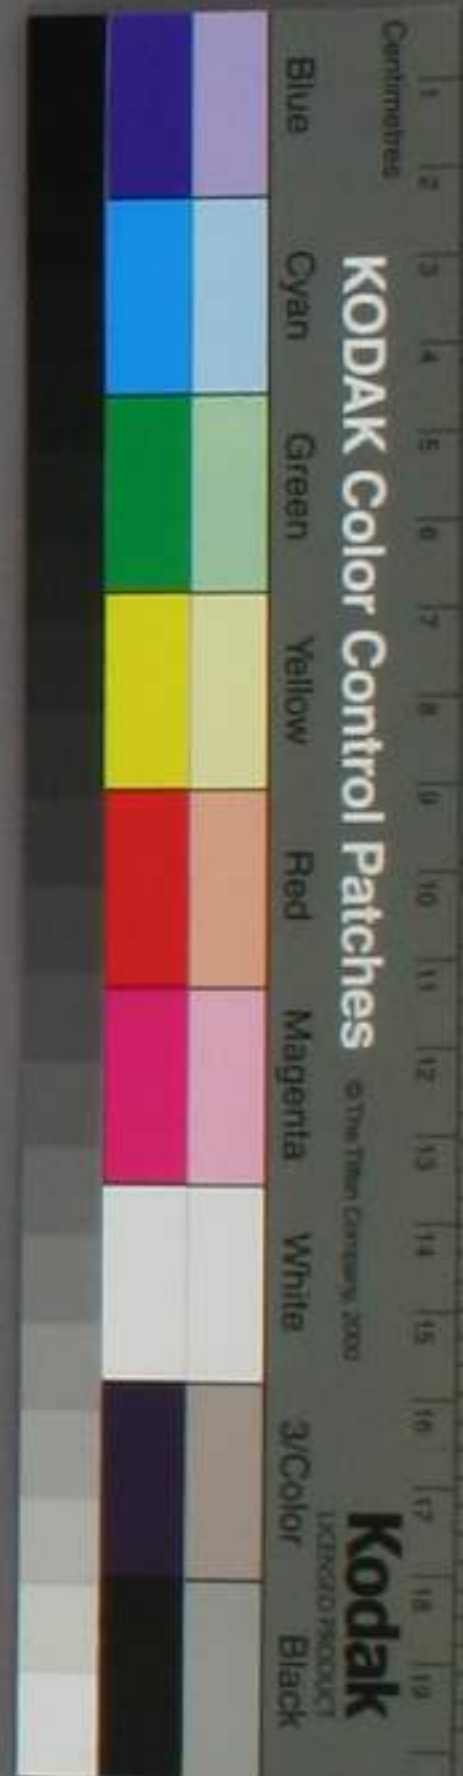 Centimetres
1 2 3 4 5 6 7 8 9 10 11 12 13 14 15 16 17 18 19
KODAK Color Control Patches © The Tiffen Company, 2000 Kodak
LICENSED PRODUCT
Blue Cyan Green Yellow Red Magenta White 3/Color Black